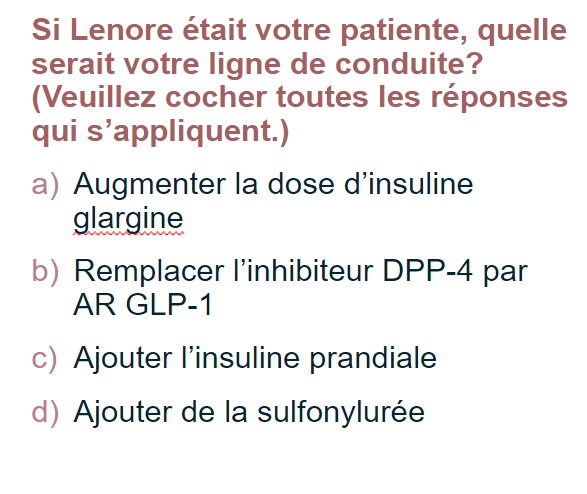 Si Lenore était votre patiente, quelle
serait votre ligne de conduite?
(Veuillez cocher toutes les réponses
qui s’appliquent.)
a) Augmenter la dose d’insuline
glargine
b) Remplacer l’inhibiteur DPP-4 par
AR GLP-1
c) Ajouter l’insuline prandiale
d) Ajouter de la sulfonylurée